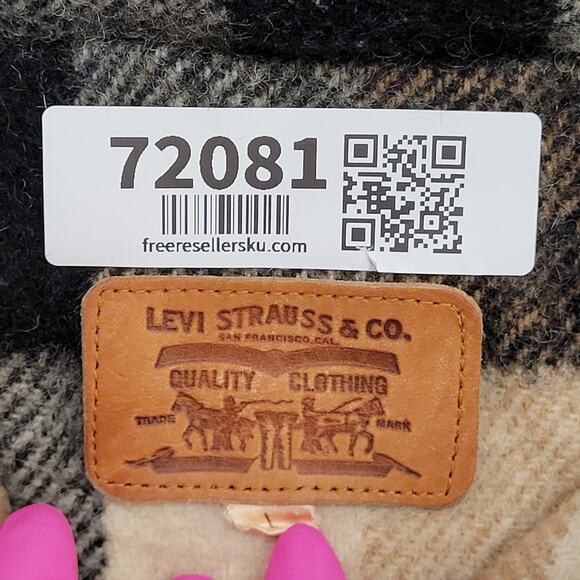 72081
freeresellersku.com
LEVI STRAUSS & CO.
SAN FRANCISCO, CAL.
QUALITY CLOTHING
TRADE MARK